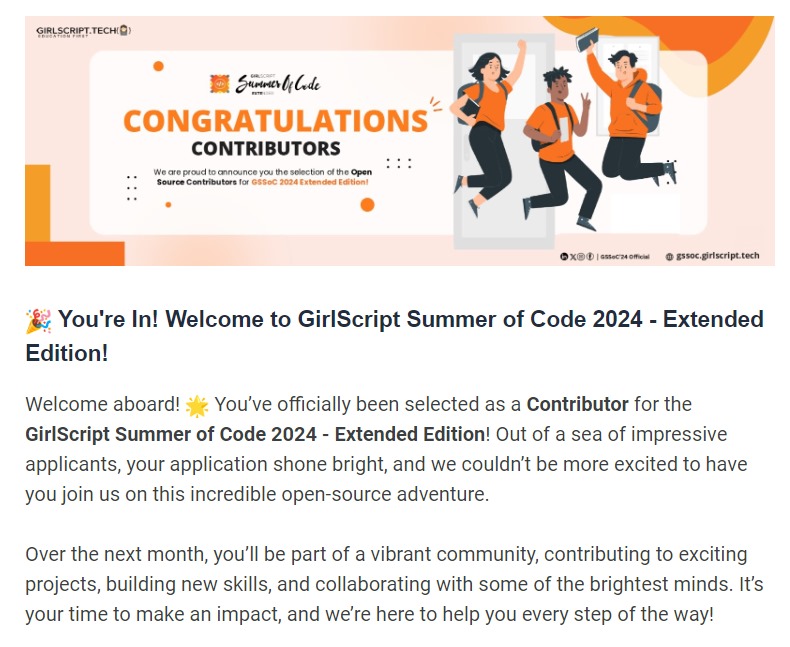 GIRLSCRIPT.TECH
EDUCATION FIRST
GIRLSCRIPT
Summer Of Code
EXTENDED
CONGRATULATIONS
CONTRIBUTORS
We are proud to announce you the selection of the Open
Source Contributors for GSSoC 2024 Extended Edition!
| GSSoC'24 Official
gssoc.girlscript.tech
🎉 You're In! Welcome to GirlScript Summer of Code 2024 - Extended
Edition!
Welcome aboard! 🌟 You’ve officially been selected as a Contributor for the
GirlScript Summer of Code 2024 - Extended Edition! Out of a sea of impressive
applicants, your application shone bright, and we couldn’t be more excited to have
you join us on this incredible open-source adventure.
Over the next month, you’ll be part of a vibrant community, contributing to exciting
projects, building new skills, and collaborating with some of the brightest minds. It’s
your time to make an impact, and we’re here to help you every step of the way!